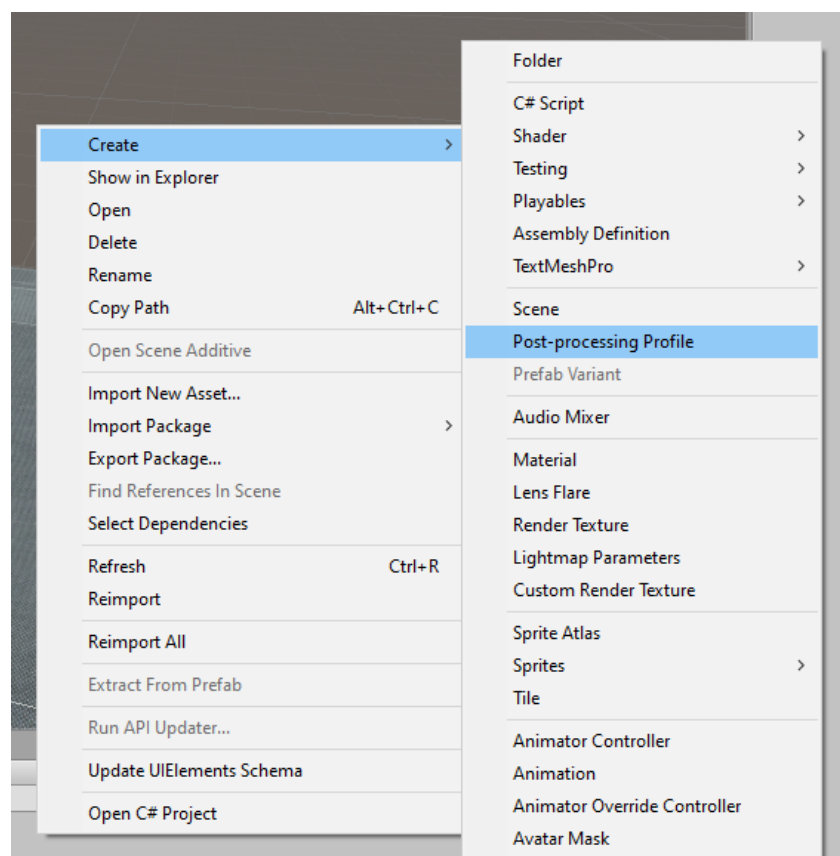 Create
Show in Explorer
Open
Delete
Rename
Copy Path Alt+Ctrl+C
Open Scene Additive
Import New Asset...
Import Package
Export Package...
Find References In Scene
Select Dependencies
Refresh Ctrl+R
Reimport
Reimport All
Extract From Prefab
Run API Updater...
Update UIElements Schema
Open C# Project
Folder
C# Script
Shader
Testing
Playables
Assembly Definition
TextMeshPro
Scene
Post-processing Profile
Prefab Variant
Audio Mixer
Material
Lens Flare
Render Texture
Lightmap Parameters
Custom Render Texture
Sprite Atlas
Sprites
Tile
Animator Controller
Animation
Animator Override Controller
Avatar Mask